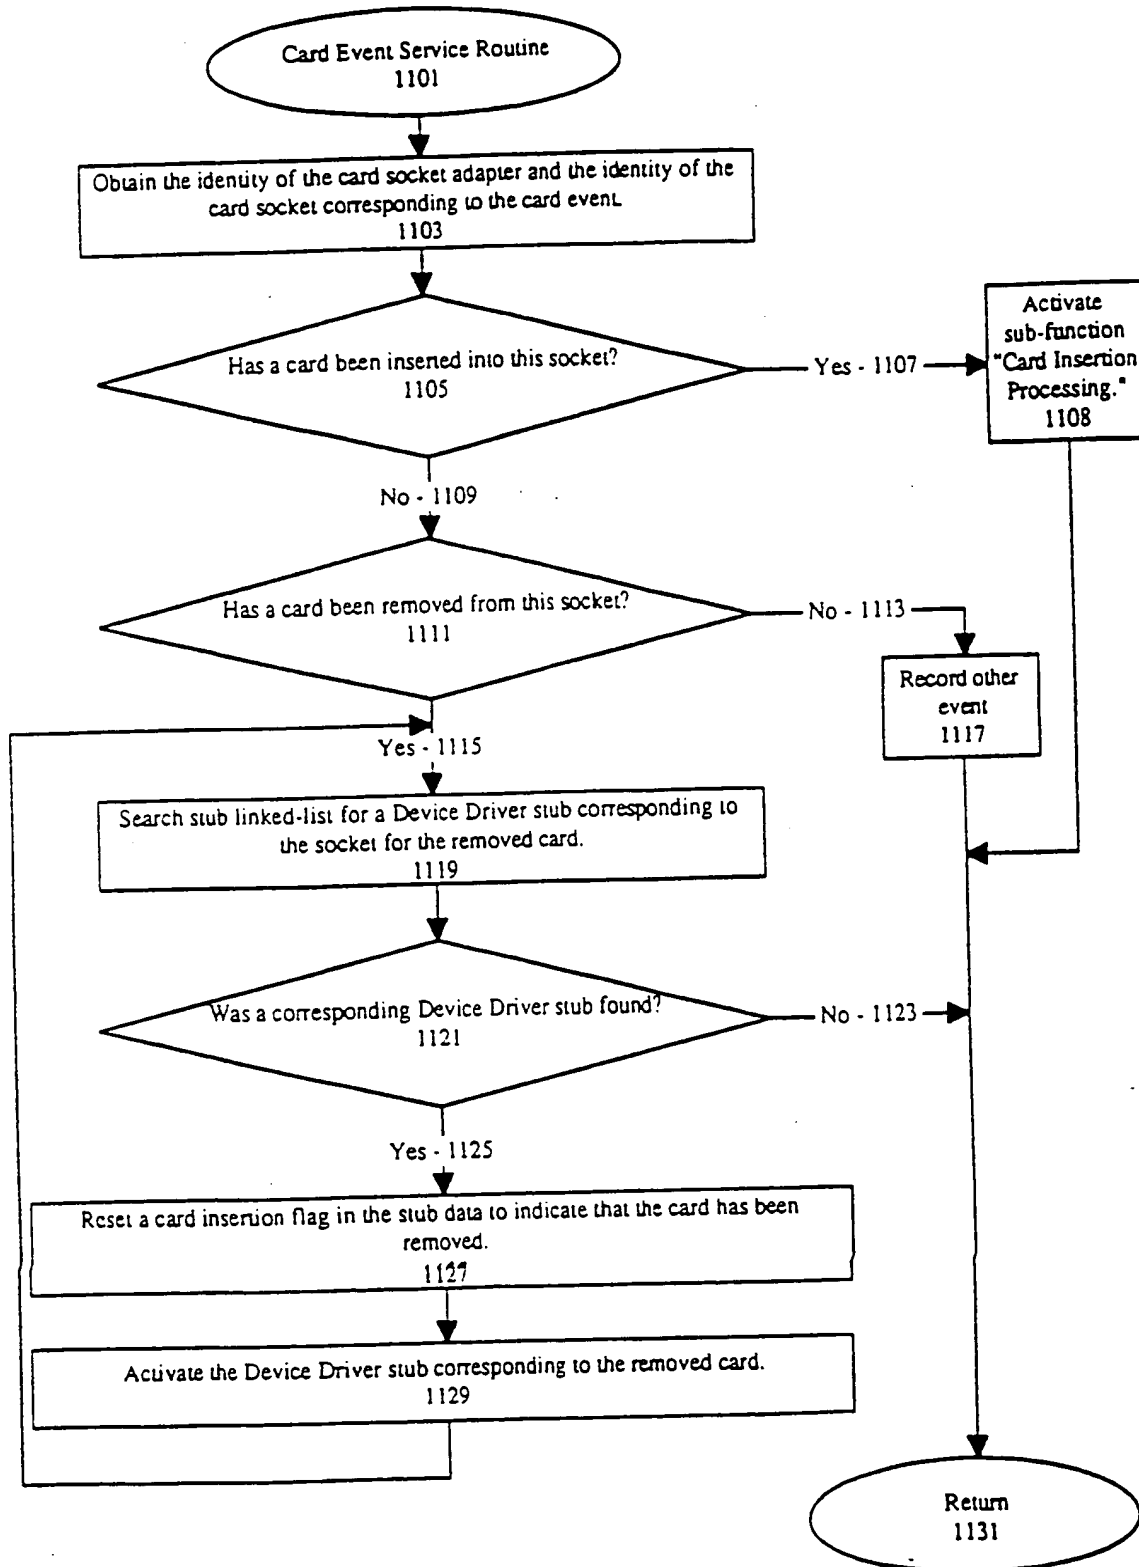 Card Event Service Routine
1101
Obtain the identity of the card socket adapter and the identity of the
card socket corresponding to the card event.
1103
Has a card been inserted into this socket?
1105
Yes - 1107
Activate
sub-function
"Card Insertion
Processing."
1108
No - 1109
Has a card been removed from this socket?
1111
No - 1113
Record other
event
1117
Yes - 1115
Search stub linked-list for a Device Driver stub corresponding to
the socket for the removed card.
1119
Was a corresponding Device Driver stub found?
1121
No - 1123
Yes - 1125
Reset a card insertion flag in the stub data to indicate that the card has been
removed.
1127
Activate the Device Driver stub corresponding to the removed card.
1129
Return
1131